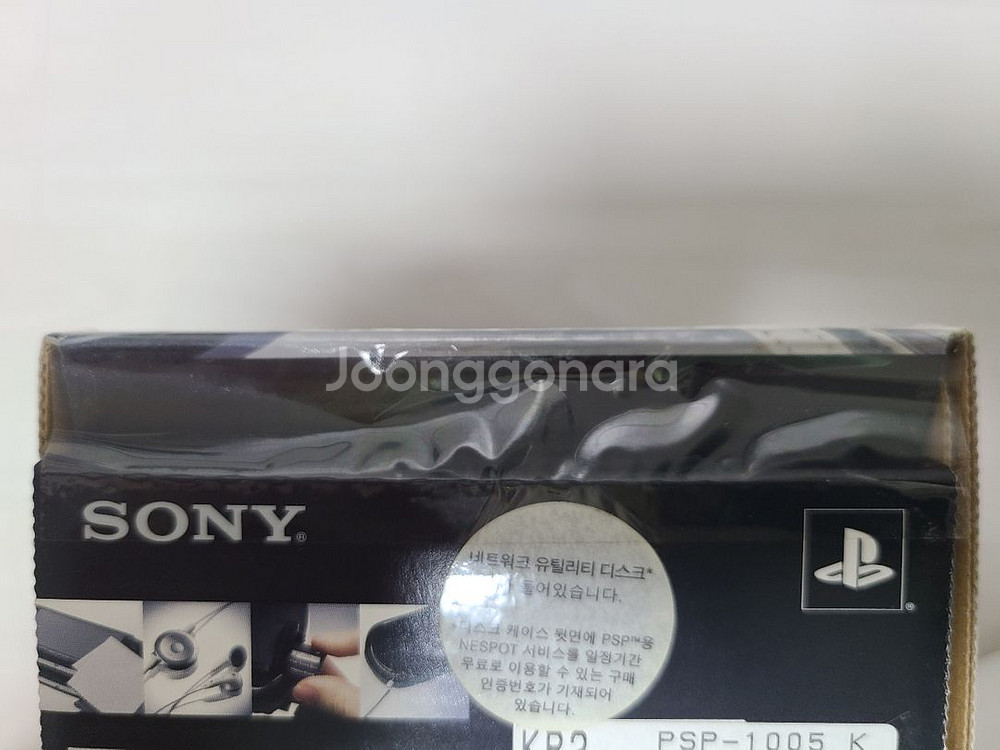 Joonggonara
SONY®
네트워크 유틸리티 디스크*
들어있습니다.
디스크 케이스 뒷면에 PSP™용
NESPOT 서비스를 일정기간
무료로 이용할 수 있는 구매
인증번호가 기재되어
있습니다.
®
KR2 PSP-1005 K